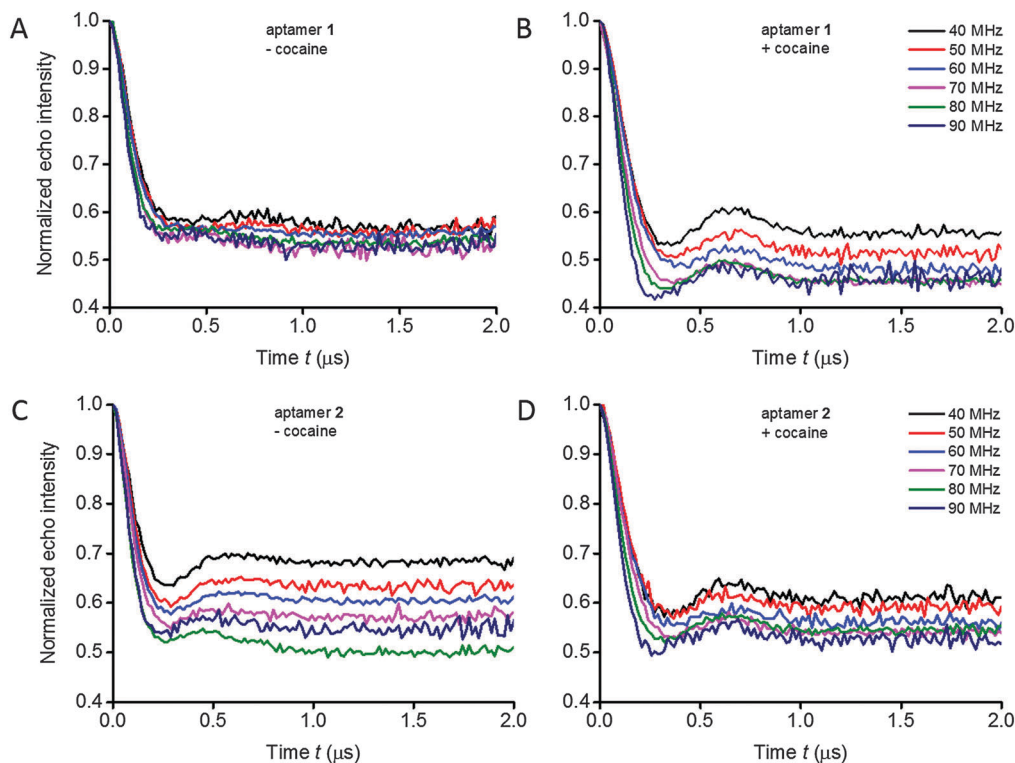 A
aptamer 1
- cocaine
Normalized echo intensity
1.0
0.9
0.8
0.7
0.6
0.5
0.4
0.0
0.5
1.0
1.5
2.0
Time t (μs)
B
aptamer 1
+ cocaine
40 MHz
50 MHz
60 MHz
70 MHz
80 MHz
90 MHz
1.0
0.9
0.8
0.7
0.6
0.5
0.4
0.0
0.5
1.0
1.5
2.0
Time t (μs)
C
aptamer 2
- cocaine
Normalized echo intensity
1.0
0.9
0.8
0.7
0.6
0.5
0.4
0.0
0.5
1.0
1.5
2.0
Time t (μs)
D
aptamer 2
+ cocaine
40 MHz
50 MHz
60 MHz
70 MHz
80 MHz
90 MHz
1.0
0.9
0.8
0.7
0.6
0.5
0.4
0.0
0.5
1.0
1.5
2.0
Time t (μs)